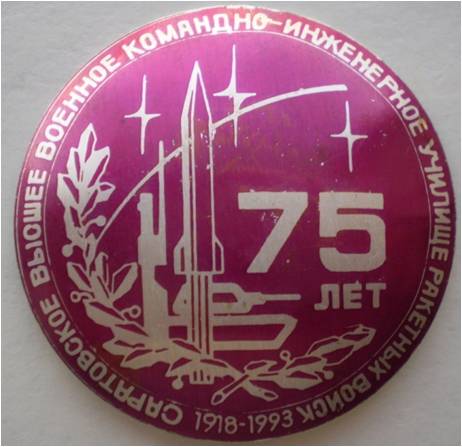 САРАТОВСКОЕ ВЫСШЕЕ ВОЕННОЕ КОМАНДНО-ИНЖЕНЕРНОЕ УЧИЛИЩЕ РАКЕТНЫХ ВОЙСК
75
ЛЕТ
1918-1993